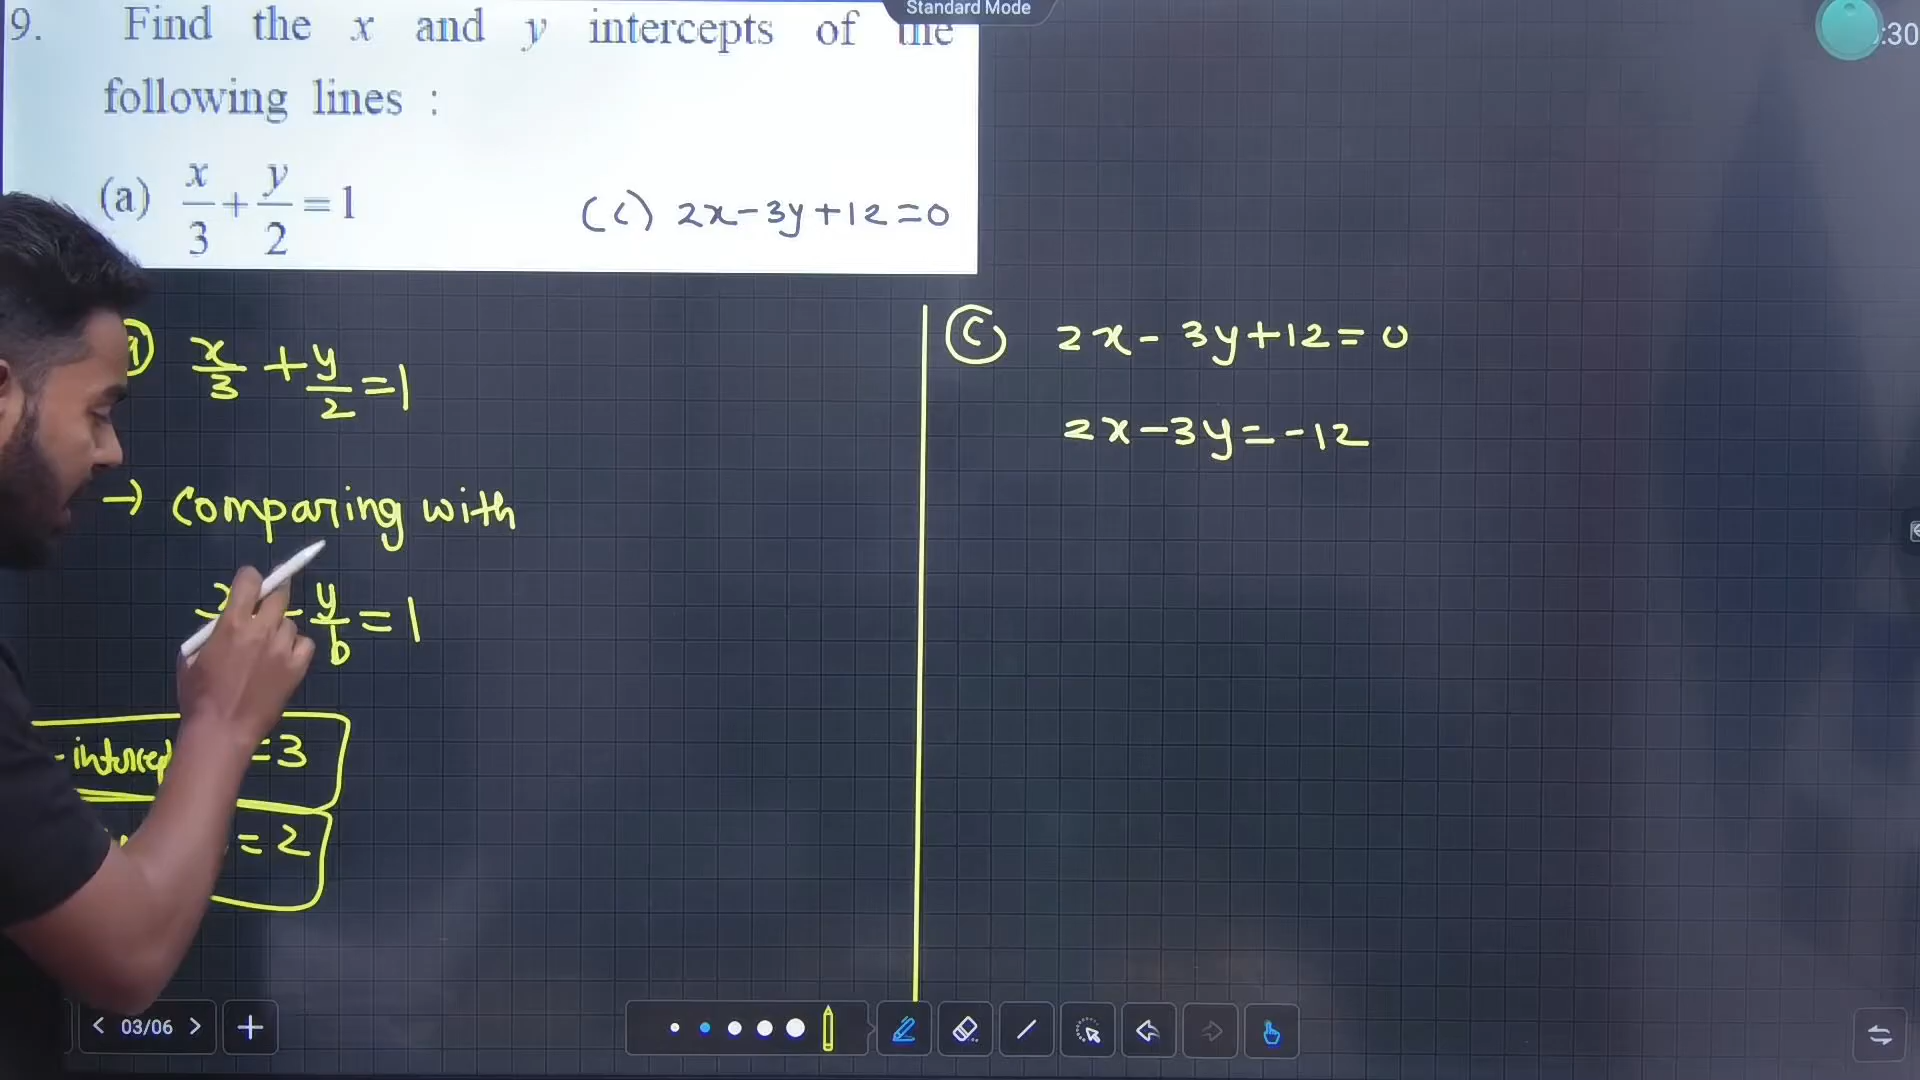 Standard Mode
:30
9. Find the x and y intercepts of the
following lines :
(a) x/3 + y/2 = 1
(c) 2x-3y+12=0
x/3 + y/2 = 1
→ Comparing with
y/b = 1
-intercep =3
= 2
(C) 2x - 3y+12= 0
2x-3y=-12
03/06